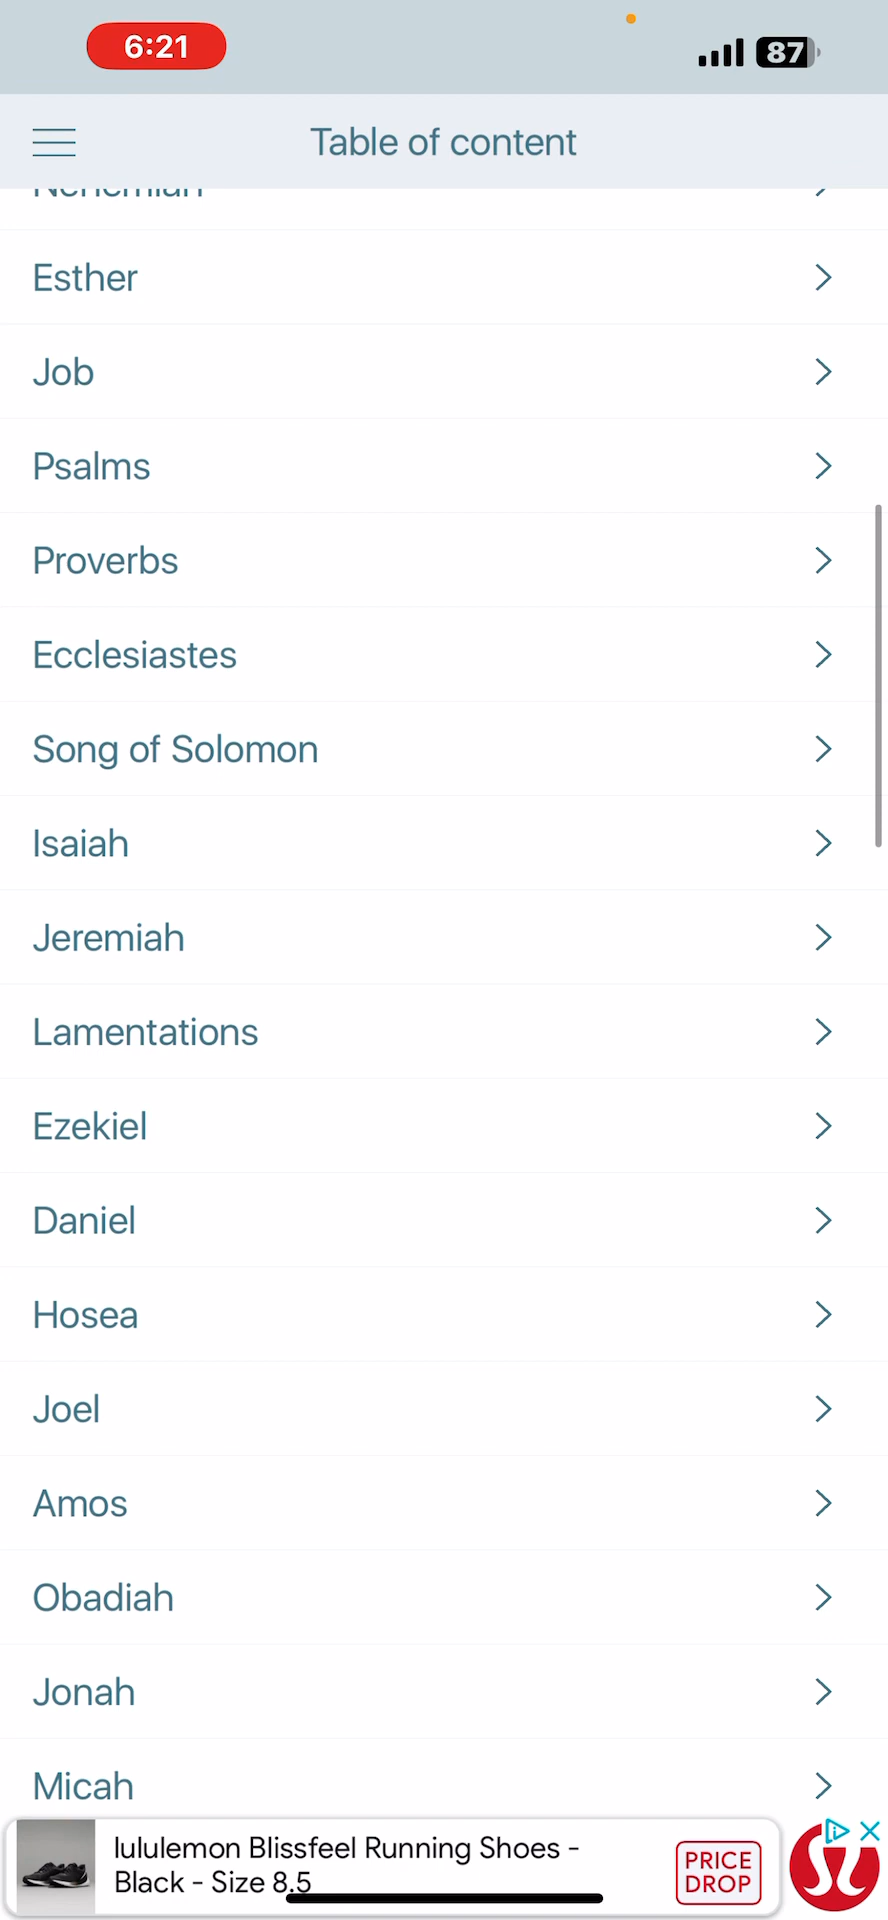 6:21
87
Table of content
Nehemiah
Esther
Job
Psalms
Proverbs
Ecclesiastes
Song of Solomon
Isaiah
Jeremiah
Lamentations
Ezekiel
Daniel
Hosea
Joel
Amos
Obadiah
Jonah
Micah
lululemon Blissfeel Running Shoes -
Black - Size 8.5
PRICE
DROP